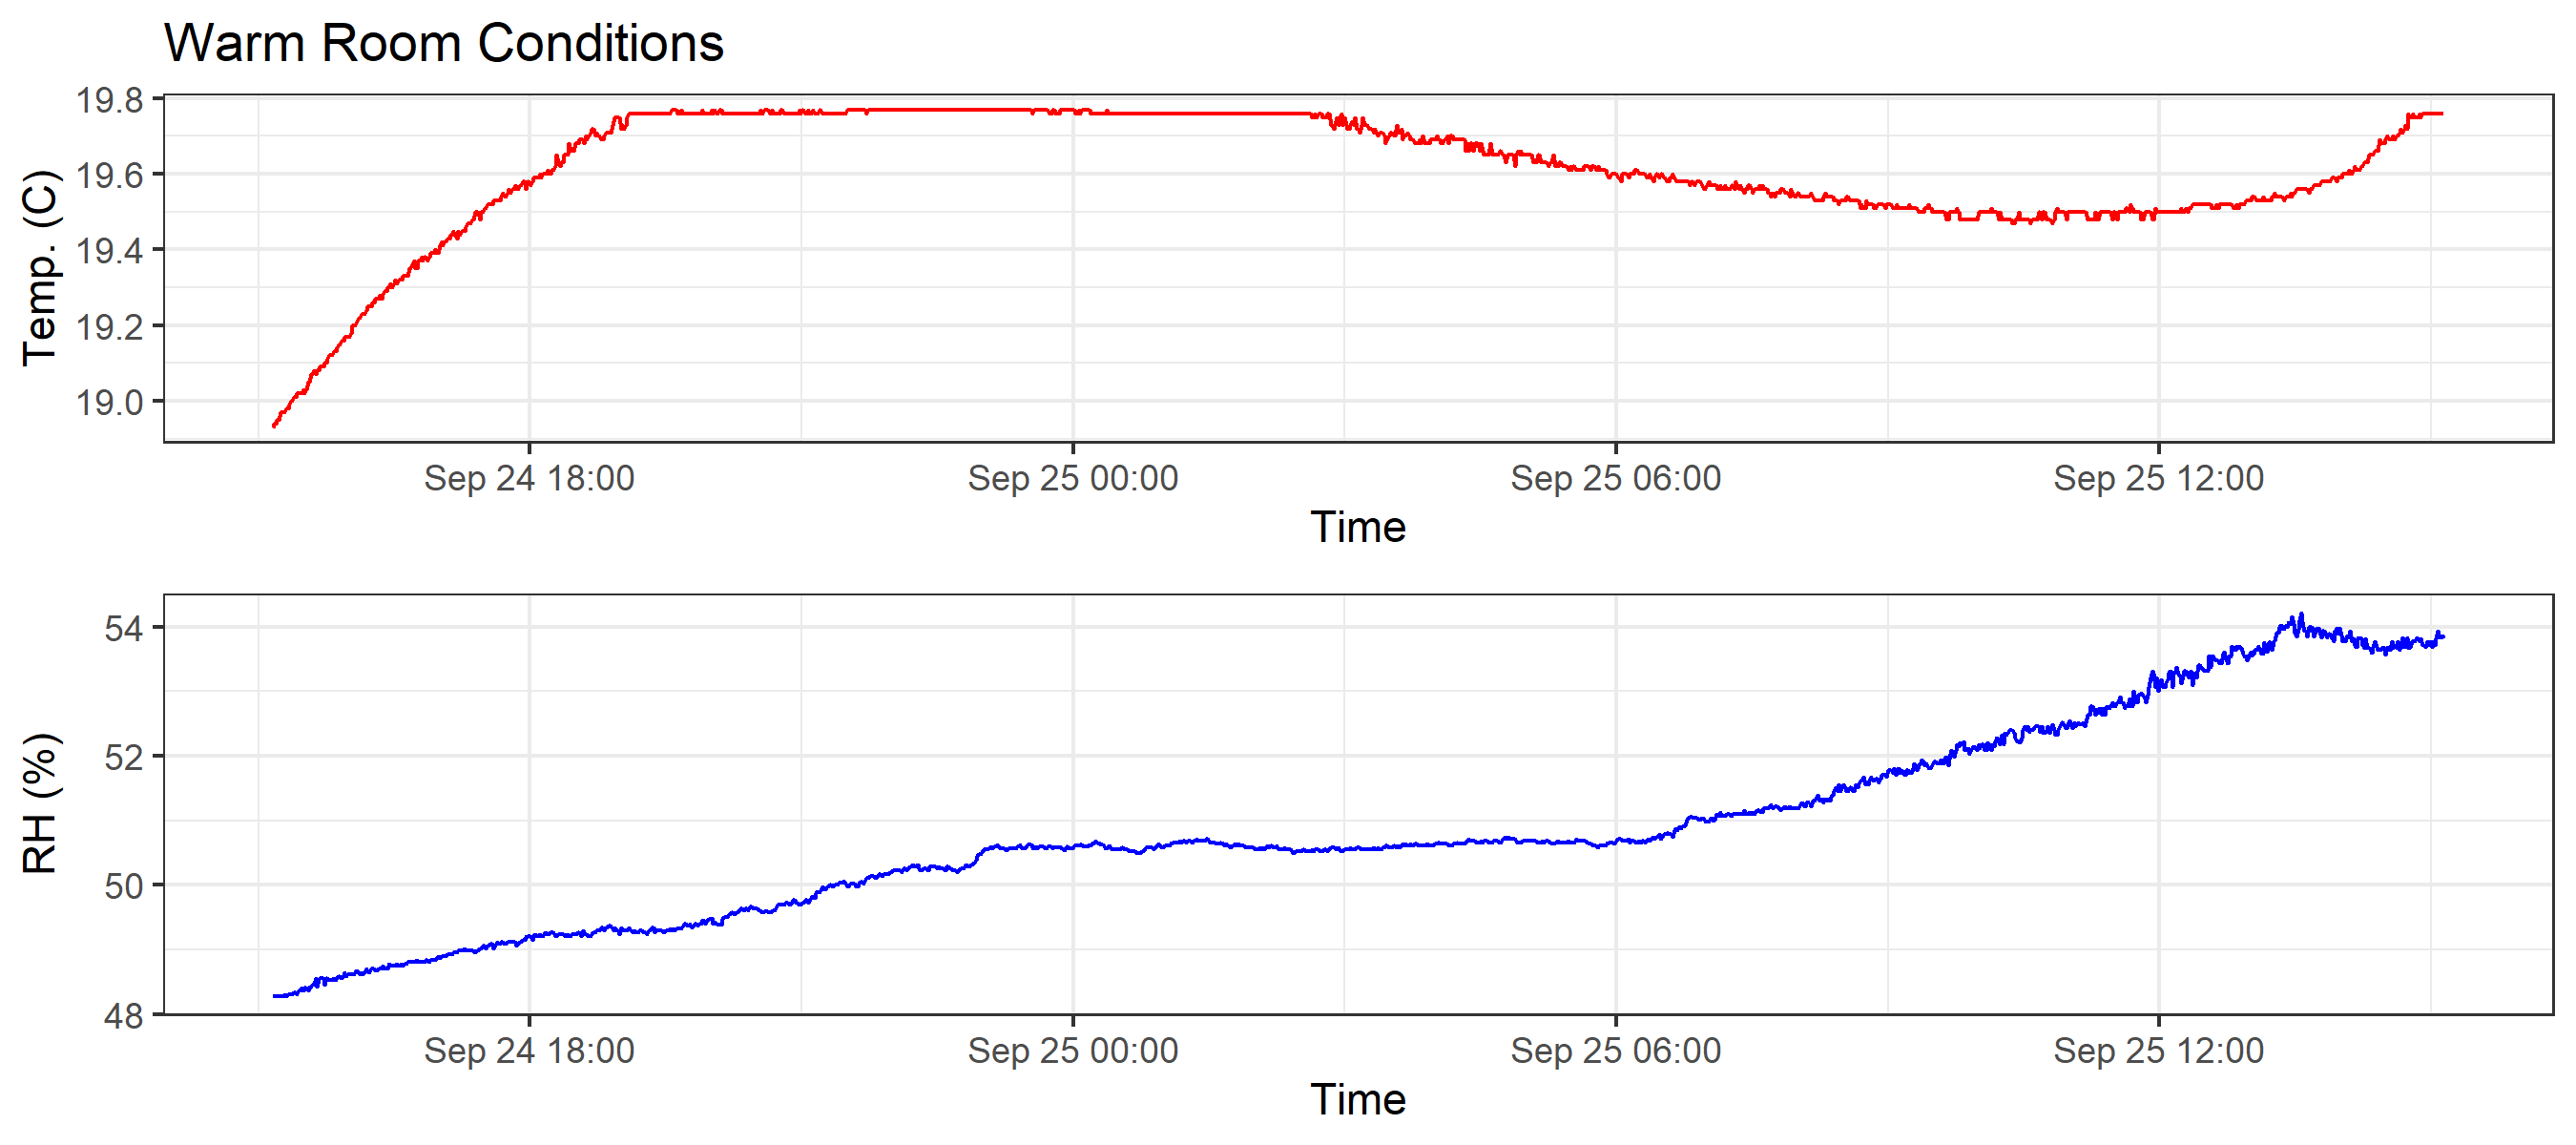 Warm Room Conditions
Temp. (C)
19.8
19.6
19.4
19.2
19.0
Sep 24 18:00 Sep 25 00:00 Sep 25 06:00 Sep 25 12:00
Time
RH (%)
54
52
50
48
Sep 24 18:00 Sep 25 00:00 Sep 25 06:00 Sep 25 12:00
Time